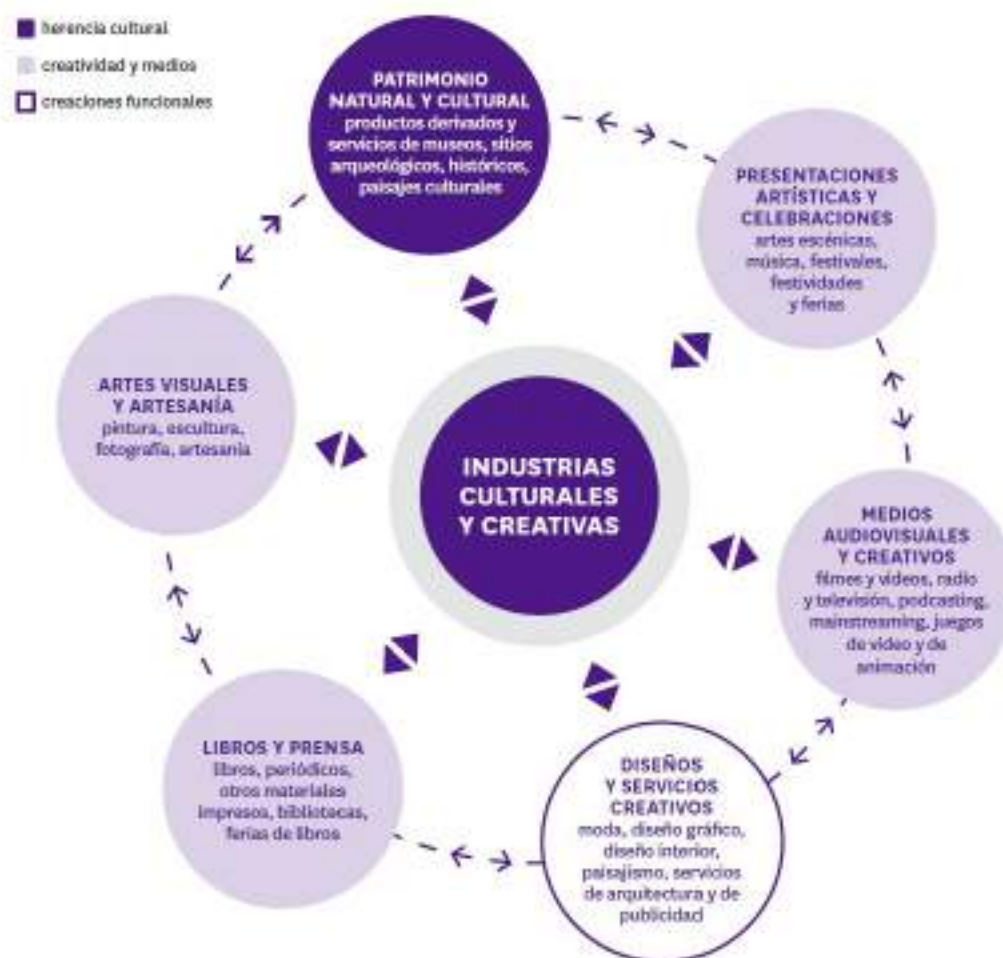 herencia cultural
creatividad y medios
creaciones funcionales
PATRIMONIO
NATURAL Y CULTURAL
productos derivados y
servicios de museos, sitios
arqueológicos, históricos,
paisajes culturales
PRESENTACIONES
ARTÍSTICAS Y
CELEBRACIONES
artes escénicas,
música, festivales,
festividades
y ferias
ARTES VISUALES
Y ARTESANÍA
pintura, escultura,
fotografía, artesanía
INDUSTRIAS
CULTURALES
Y CREATIVAS
MEDIOS
AUDIOVISUALES
Y CREATIVOS
filmes y vídeos, radio
y televisión, podcasting,
mainstreaming, juegos
de vídeo y de
animación
LIBROS Y PRENSA
libros, periódicos,
otros materiales
impresos, bibliotecas,
ferias de libros
DISEÑOS
Y SERVICIOS
CREATIVOS
moda, diseño gráfico,
diseño interior,
paisajismo, servicios
de arquitectura y de
publicidad